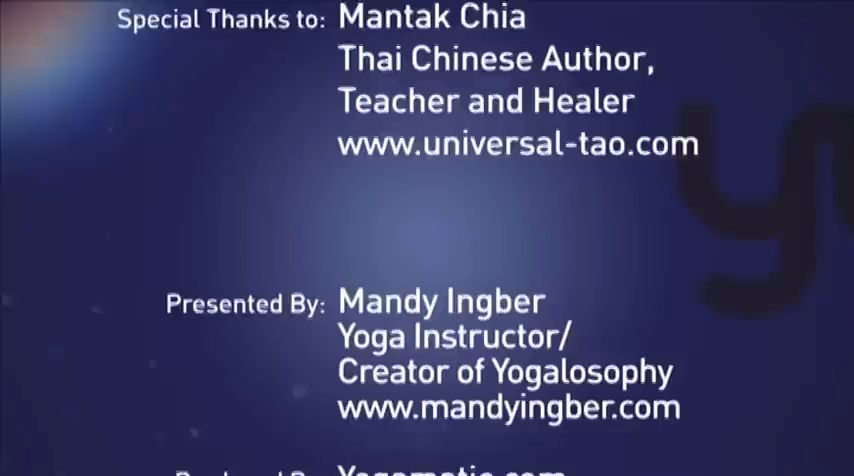 Special Thanks to: Mantak Chia
Thai Chinese Author,
Teacher and Healer
www.universal-tao.com
Presented By: Mandy Ingber
Yoga Instructor/
Creator of Yogalosophy
www.mandyingber.com